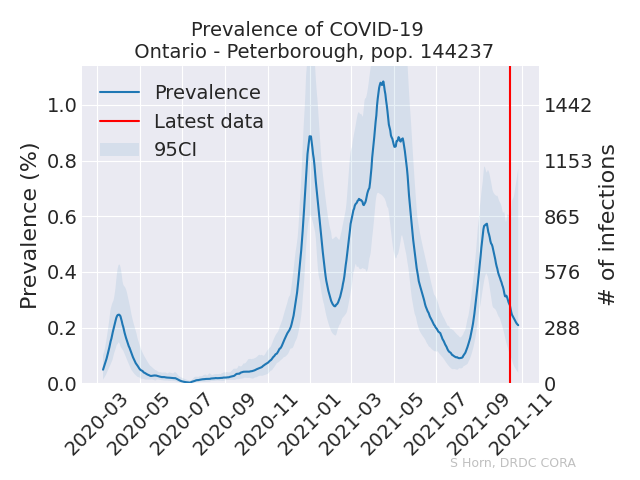 Prevalence of COVID-19
Ontario - Peterborough, pop. 144237
Prevalence
Latest data
95CI
Prevalence (%)
1.0
0.8
0.6
0.4
0.2
0.0
1442
1153
865
576
288
0
# of infections
2020-03
2020-05
2020-07
2020-09
2020-11
2021-01
2021-03
2021-05
2021-07
2021-09
2021-11
S Horn, DRDC CORA